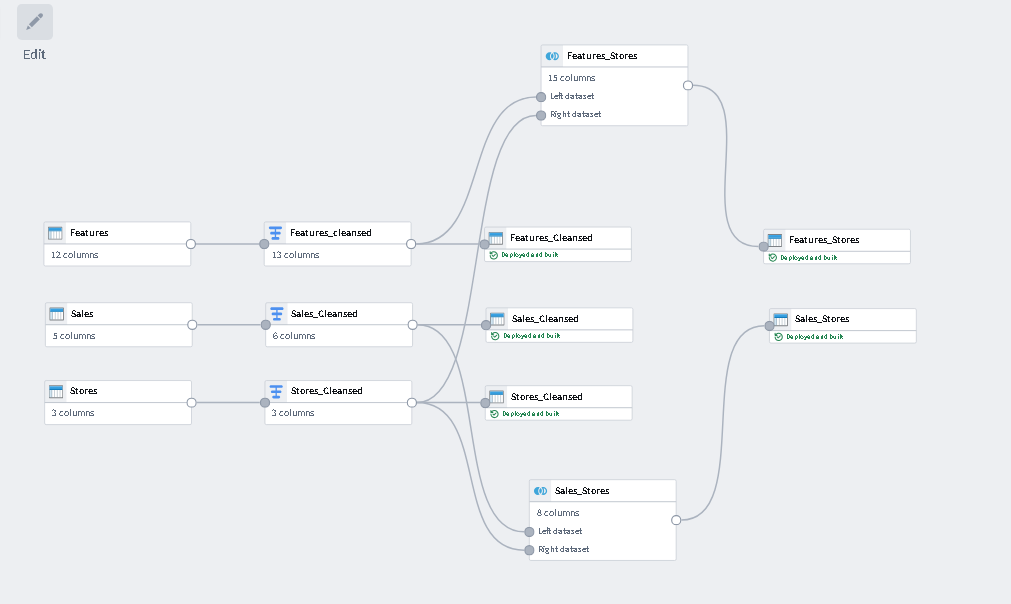 Edit
Features_Stores
15 columns
Left dataset
Right dataset
Features
12 columns
Features_cleansed
13 columns
Features_Cleansed
Deployed and built
Features_Stores
Deployed and built
Sales
5 columns
Sales_Cleansed
6 columns
Sales_Cleansed
Deployed and built
Sales_Stores
Deployed and built
Stores
3 columns
Stores_Cleansed
3 columns
Stores_Cleansed
Deployed and built
Sales_Stores
8 columns
Left dataset
Right dataset